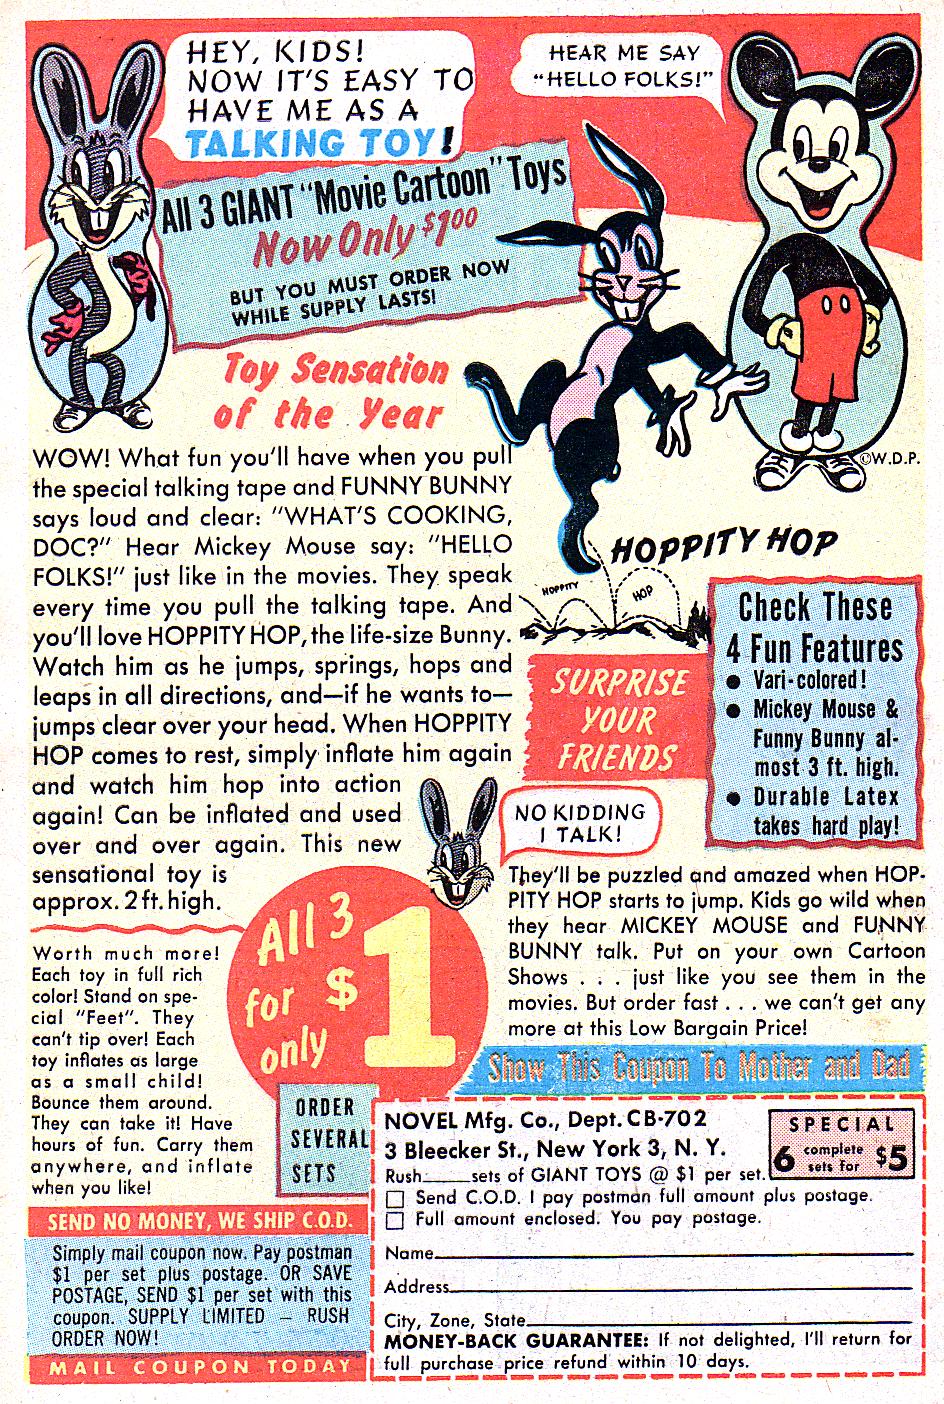 HEY, KIDS!
NOW IT'S EASY TO
HAVE ME AS A
TALKING TOY!
HEAR ME SAY
"HELLO FOLKS!"
All 3 GIANT "Movie Cartoon" Toys
Now Only $1.00
BUT YOU MUST ORDER NOW
WHILE SUPPLY LASTS!
Toy Sensation
of the Year
©W.D.P.
WOW! What fun you'll have when you pull
the special talking tape and FUNNY BUNNY
says loud and clear: "WHAT'S COOKING,
DOC?" Hear Mickey Mouse say: "HELLO
FOLKS!" just like in the movies. They speak
every time you pull the talking tape. And
you'll love HOPPITY HOP, the life-size Bunny.
Watch him as he jumps, springs, hops and
leaps in all directions, and—if he wants to—
jumps clear over your head. When HOPPITY
HOP comes to rest, simply inflate him again
and watch him hop into action
again! Can be inflated and used
over and over again. This new
sensational toy is
approx. 2 ft. high.
HOPPITY HOP
HOPPITY
HOP
SURPRISE
YOUR
FRIENDS
Check These
4 Fun Features
● Vari-colored!
● Mickey Mouse &
Funny Bunny al-
most 3 ft. high.
● Durable Latex
takes hard play!
NO KIDDING
I TALK!
They'll be puzzled and amazed when HOP-
PITY HOP starts to jump. Kids go wild when
they hear MICKEY MOUSE and FUNNY
BUNNY talk. Put on your own Cartoon
Shows . . . just like you see them in the
movies. But order fast . . . we can't get any
more at this Low Bargain Price!
Worth much more!
Each toy in full rich
color! Stand on spe-
cial "Feet". They
can't tip over! Each
toy inflates as large
as a small child!
Bounce them around.
They can take it! Have
hours of fun. Carry them
anywhere, and inflate
when you like!
All 3
for $1
only
ORDER
SEVERAL
SETS
SEND NO MONEY, WE SHIP C.O.D.
Simply mail coupon now. Pay postman
$1 per set plus postage. OR SAVE
POSTAGE, SEND $1 per set with this
coupon. SUPPLY LIMITED — RUSH
ORDER NOW!
MAIL COUPON TODAY
Show This Coupon To Mother and Dad
NOVEL Mfg. Co., Dept. CB-702
3 Bleecker St., New York 3, N. Y.
SPECIAL
6 complete sets for $5
Rush____sets of GIANT TOYS @ $1 per set.
☐ Send C.O.D. I pay postman full amount plus postage.
☐ Full amount enclosed. You pay postage.
Name
Address
City, Zone, State
MONEY-BACK GUARANTEE: If not delighted, I'll return for
full purchase price refund within 10 days.